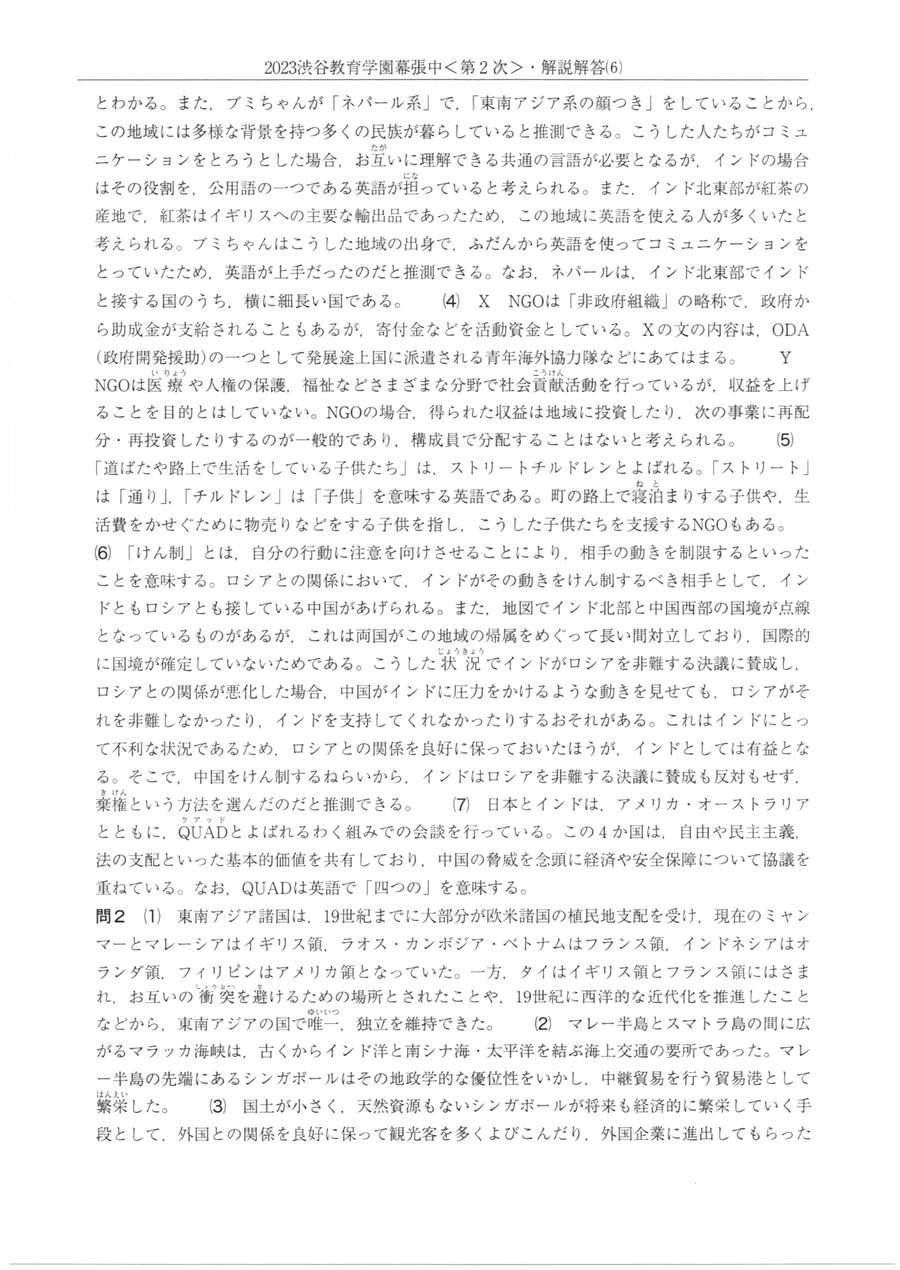 2023渋谷教育学園幕張中＜第２次＞・解説解答⑹
とわかる。また，ブミちゃんが「ネパール系」で，「東南アジア系の顔つき」をしていることから，
この地域には多様な背景を持つ多くの民族が暮らしていると推測できる。こうした人たちがコミュ
ニケーションをとろうとした場合，お互いに理解できる共通の言語が必要となるが，インドの場合
はその役割を，公用語の一つである英語が担っていると考えられる。また，インド北東部が紅茶の
産地で，紅茶はイギリスへの主要な輸出品であったため，この地域に英語を使える人が多くいたと
考えられる。ブミちゃんはこうした地域の出身で，ふだんから英語を使ってコミュニケーションを
とっていたため，英語が上手だったのだと推測できる。なお，ネパールは，インド北東部でインド
と接する国のうち，横に細長い国である。　⑷　X　NGOは「非政府組織」の略称で，政府か
ら助成金が支給されることもあるが，寄付金などを活動資金としている。Xの文の内容は，ODA
(政府開発援助)の一つとして発展途上国に派遣される青年海外協力隊などにあてはまる。　Y
NGOは医療や人権の保護，福祉などさまざまな分野で社会貢献活動を行っているが，収益を上げ
ることを目的とはしていない。NGOの場合，得られた収益は地域に投資したり，次の事業に再配
分・再投資したりするのが一般的であり，構成員で分配することはないと考えられる。　⑸
「道ばたや路上で生活をしている子供たち」は，ストリートチルドレンとよばれる。「ストリート」
は「通り」，「チルドレン」は「子供」を意味する英語である。町の路上で寝泊まりする子供や，生
活費をかせぐために物売りなどをする子供を指し，こうした子供たちを支援するNGOもある。
⑹　「けん制」とは，自分の行動に注意を向けさせることにより，相手の動きを制限するといった
ことを意味する。ロシアとの関係において，インドがその動きをけん制するべき相手として，イン
ドともロシアとも接している中国があげられる。また，地図でインド北部と中国西部の国境が点線
となっているものがあるが，これは両国がこの地域の帰属をめぐって長い間対立しており，国際的
に国境が確定していないためである。こうした状況でインドがロシアを非難する決議に賛成し，
ロシアとの関係が悪化した場合，中国がインドに圧力をかけるような動きを見せても，ロシアがそ
れを非難しなかったり，インドを支持してくれなかったりするおそれがある。これはインドにとっ
て不利な状況であるため，ロシアとの関係を良好に保っておいたほうが，インドとしては有益とな
る。そこで，中国をけん制するねらいから，インドはロシアを非難する決議に賛成も反対もせず，
棄権という方法を選んだのだと推測できる。　⑺　日本とインドは，アメリカ・オーストラリア
とともに，QUADとよばれるわく組みでの会談を行っている。この４か国は，自由や民主主義，
法の支配といった基本的価値を共有しており，中国の脅威を念頭に経済や安全保障について協議を
重ねている。なお，QUADは英語で「四つの」を意味する。
問２　⑴　東南アジア諸国は，19世紀までに大部分が欧米諸国の植民地支配を受け，現在のミャン
マーとマレーシアはイギリス領，ラオス・カンボジア・ベトナムはフランス領，インドネシアはオ
ランダ領，フィリピンはアメリカ領となっていた。一方，タイはイギリス領とフランス領にはさま
れ，お互いの衝突を避けるための場所とされたことや，19世紀に西洋的な近代化を推進したこと
などから，東南アジアの国で唯一，独立を維持できた。　⑵　マレー半島とスマトラ島の間に広
がるマラッカ海峡は，古くからインド洋と南シナ海・太平洋を結ぶ海上交通の要所であった。マレ
ー半島の先端にあるシンガポールはその地政学的な優位性をいかし，中継貿易を行う貿易港として
繁栄した。　⑶　国土が小さく，天然資源もないシンガポールが将来も経済的に繁栄していく手
段として，外国との関係を良好に保って観光客を多くよびこんだり，外国企業に進出してもらった